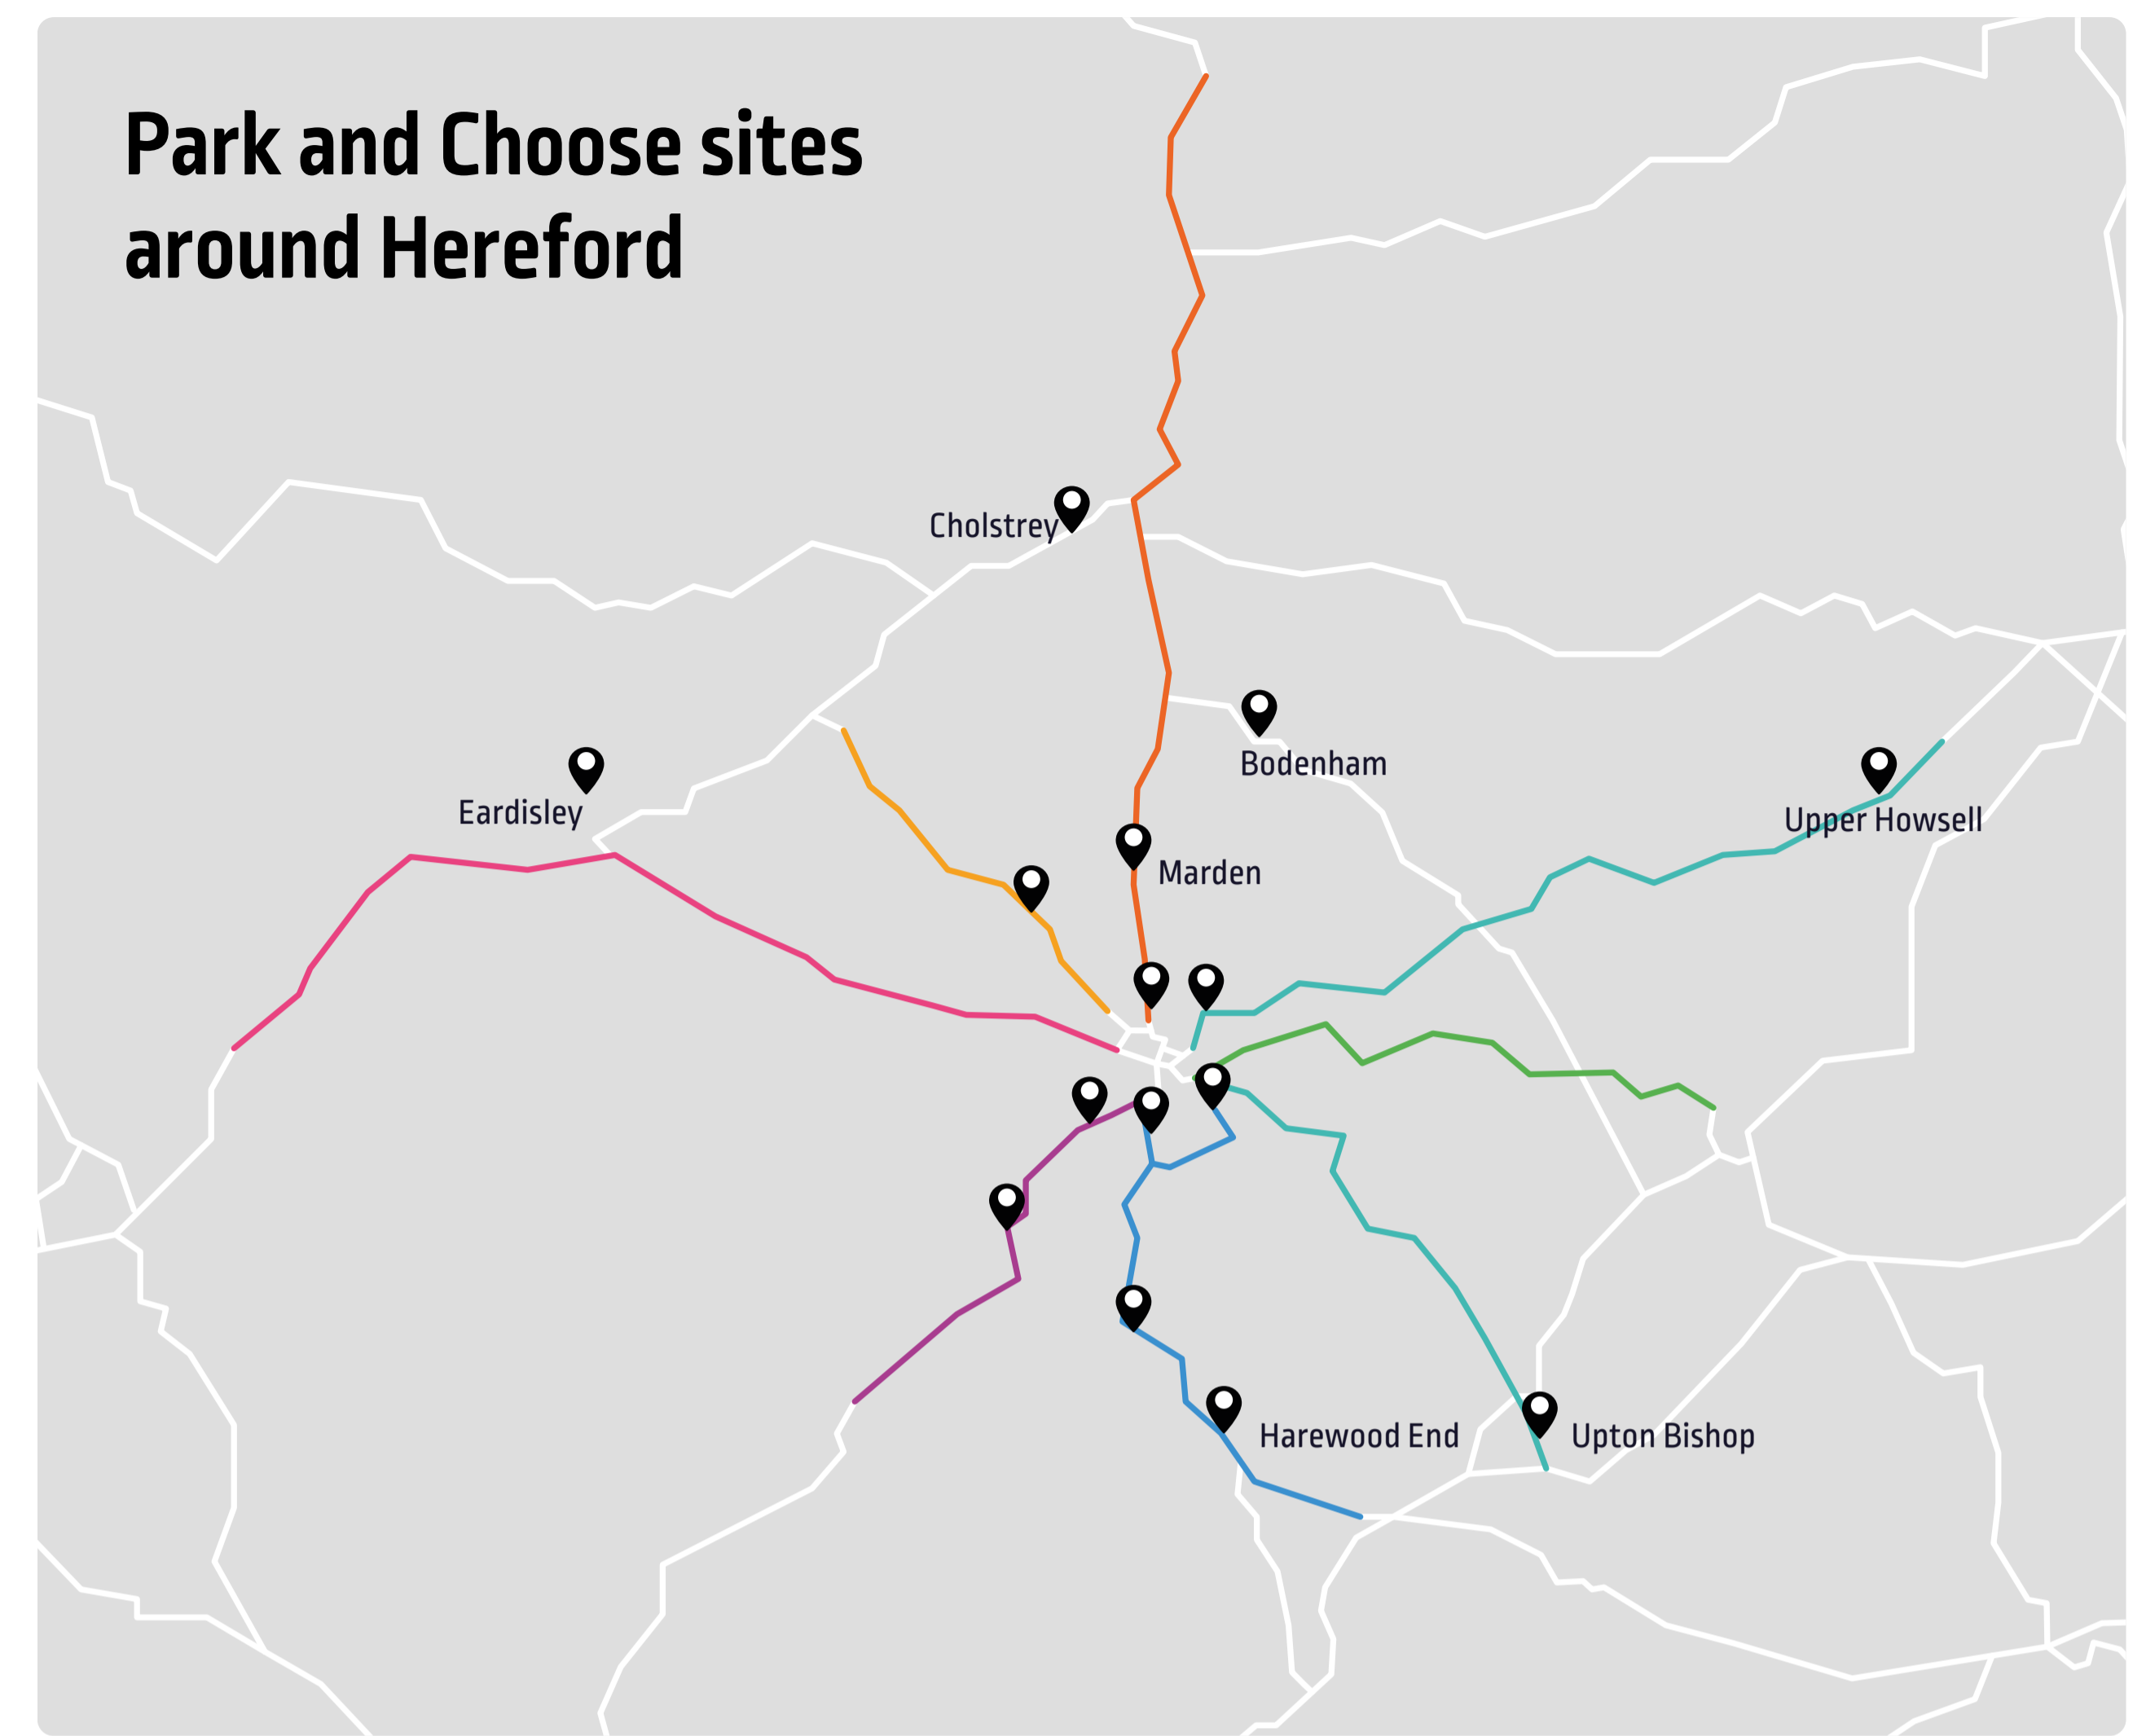 Park and Choose sites
around Hereford
Cholstrey
Bodenham
Eardisley
Upper Howsell
Marden
Harewood End
Upton Bishop